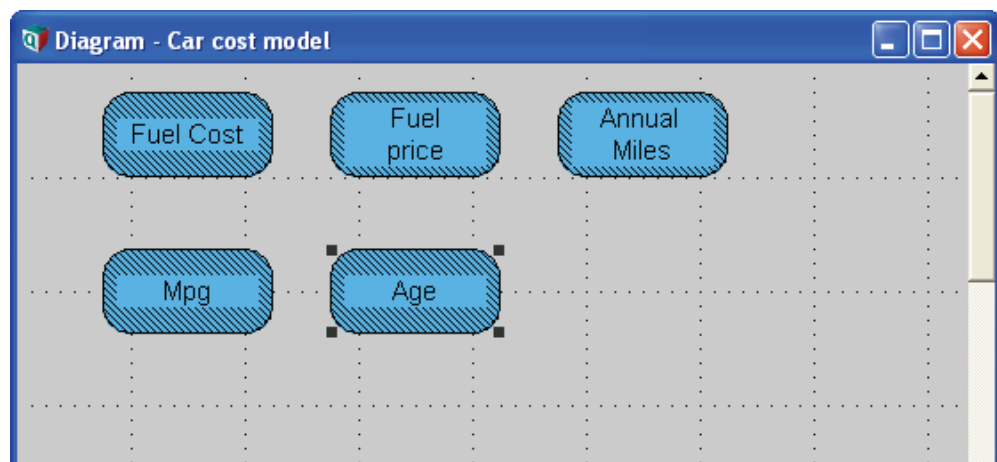 Diagram - Car cost model
Fuel Cost
Fuel
price
Annual
Miles
Mpg
Age